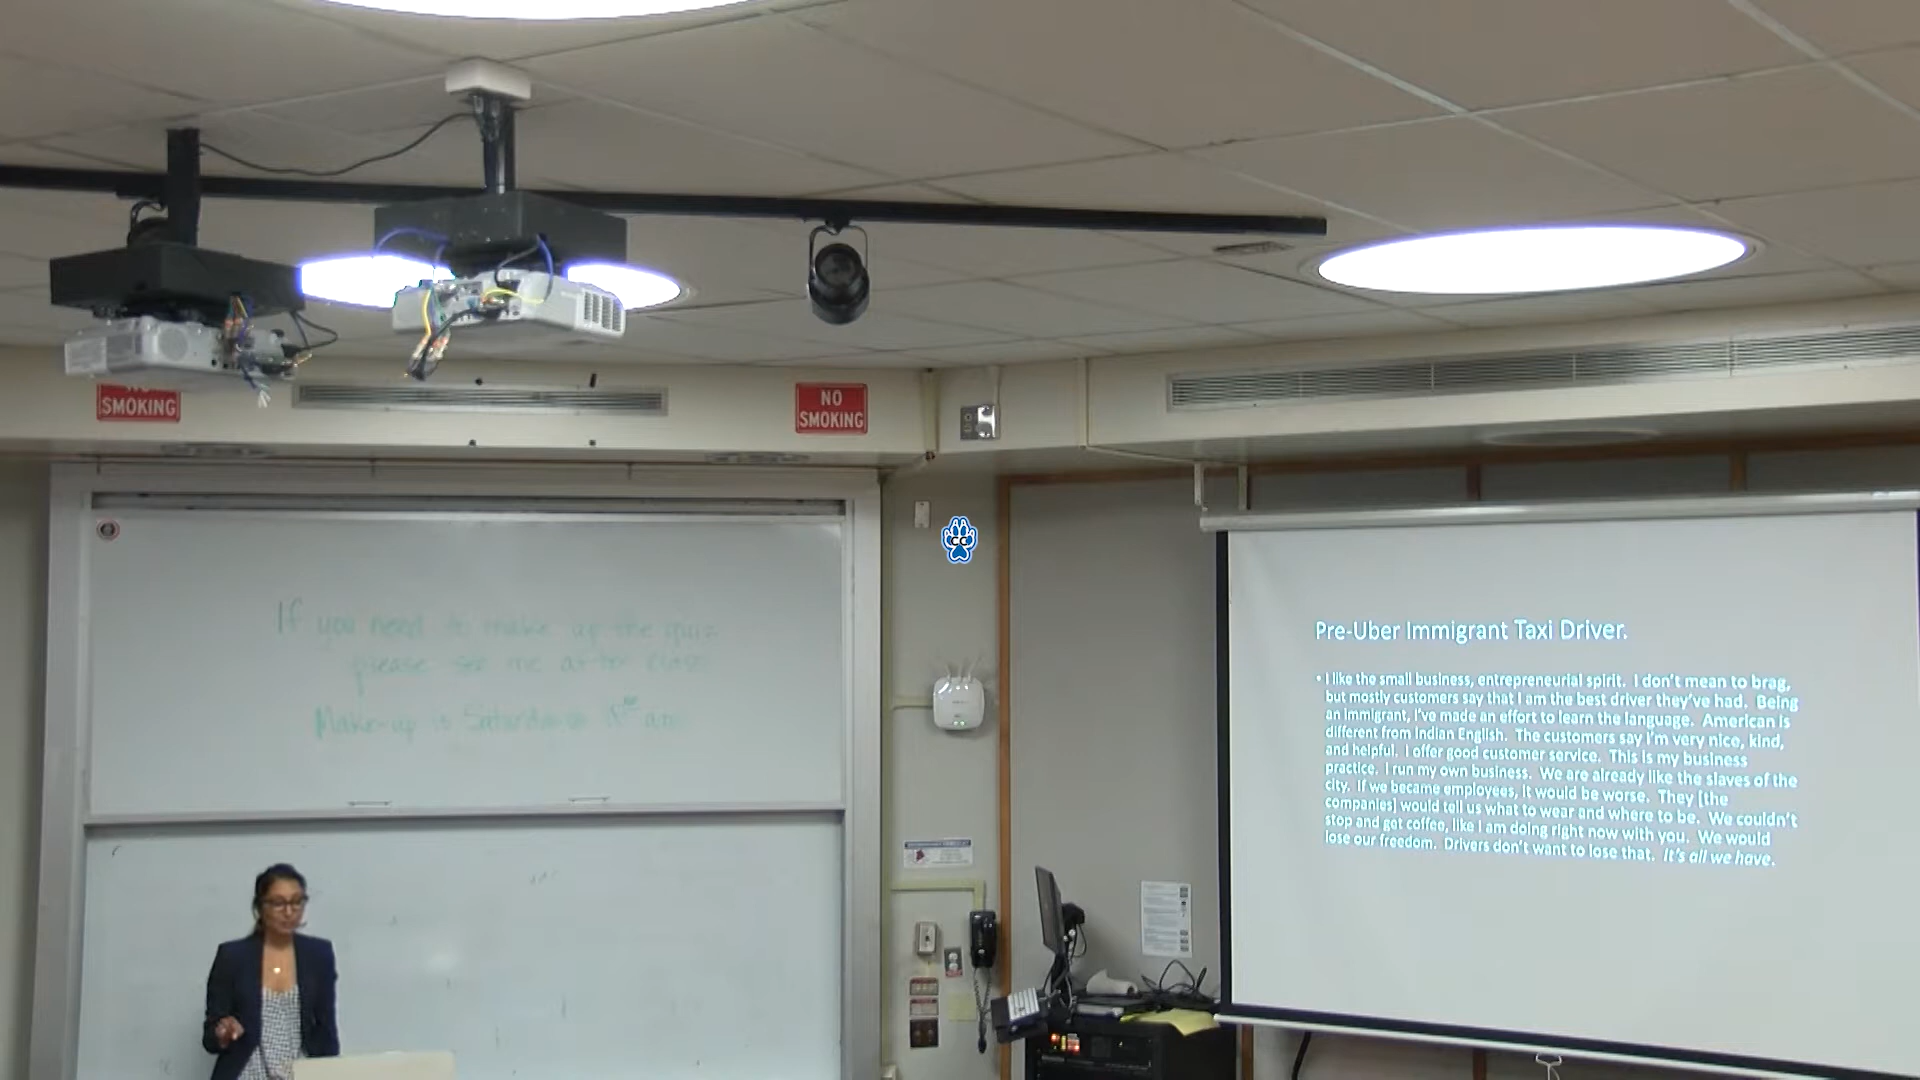 NO
SMOKING
SMOKING
If you need to make up the quiz
please see me after class
Make-up is
Pre-Uber Immigrant Taxi Driver.
• I like the small business, entrepreneurial spirit. I don't mean to brag,
but mostly customers say that I am the best driver they've had. Being
an immigrant, I've made an effort to learn the language. American is
different from Indian English. The customers say I'm very nice, kind,
and helpful. I offer good customer service. This is my business
practice. I run my own business. We are already like the slaves of the
city. If we became employees, it would be worse. They [the
companies] would tell us what to wear and where to be. We couldn't
stop and get coffee, like I am doing right now with you. We would
lose our freedom. Drivers don't want to lose that. It's all we have.